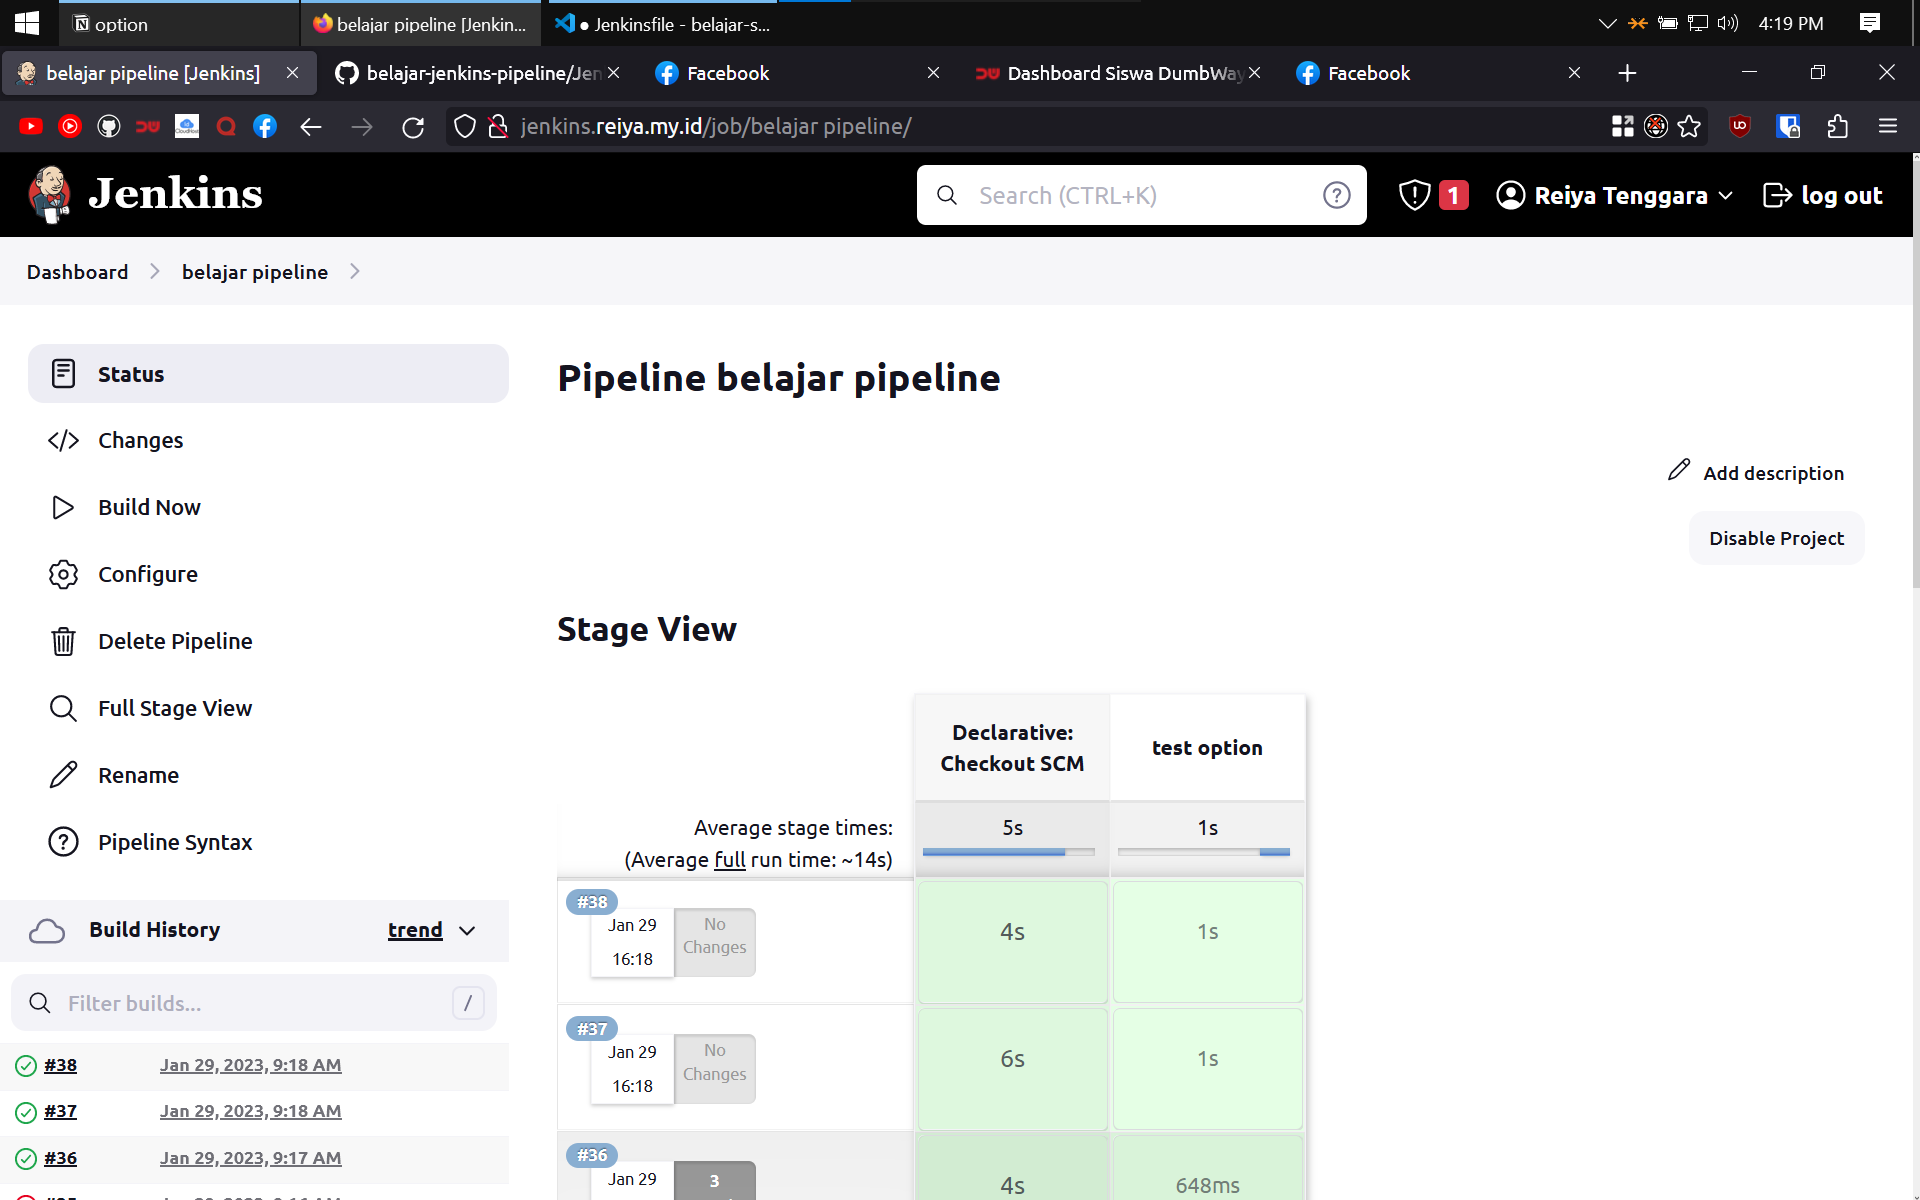 option
belajar pipeline [Jenkin...
● Jenkinsfile - belajar-s...
4:19 PM
belajar pipeline [Jenkins]
belajar-jenkins-pipeline/Jen
Facebook
Dashboard Siswa DumbWay
Facebook
jenkins.reiya.my.id/job/belajar pipeline/
Jenkins
Search (CTRL+K)
1
Reiya Tenggara
log out
Dashboard
belajar pipeline
Status
Changes
Build Now
Configure
Delete Pipeline
Full Stage View
Rename
Pipeline Syntax
Build History
trend
Filter builds...
/
#38
Jan 29, 2023, 9:18 AM
#37
Jan 29, 2023, 9:18 AM
#36
Jan 29, 2023, 9:17 AM
Pipeline belajar pipeline
Add description
Disable Project
Stage View
Declarative:
Checkout SCM
test option
Average stage times:
(Average full run time: ~14s)
5s
1s
#38
Jan 29
16:18
No
Changes
4s
1s
#37
Jan 29
16:18
No
Changes
6s
1s
#36
Jan 29
3
4s
648ms